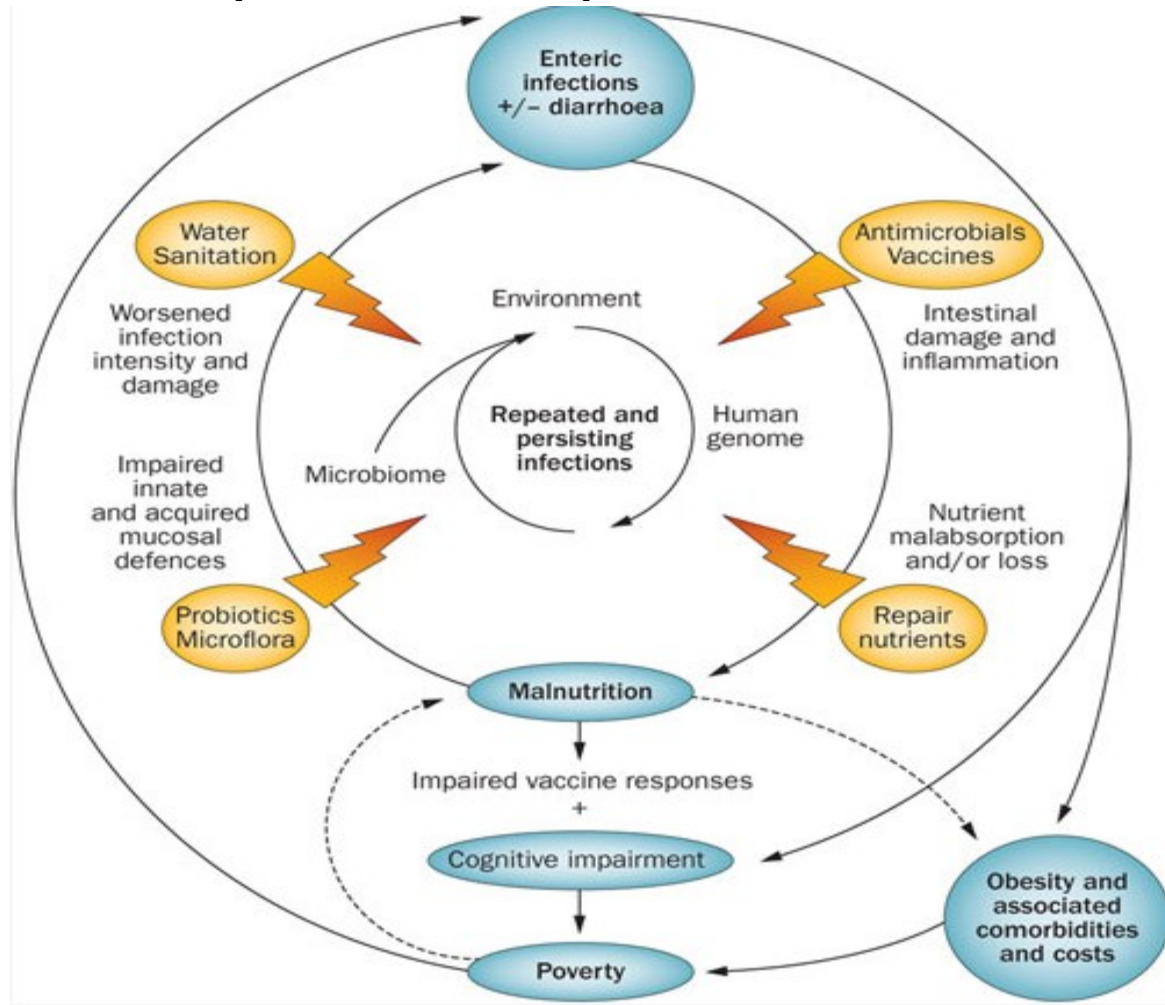 Enteric
infections
+/– diarrhoea
Water
Sanitation
Antimicrobials
Vaccines
Worsened
infection
intensity and
damage
Environment
Intestinal
damage and
inflammation
Repeated and
persisting
infections
Human
genome
Microbiome
Impaired
innate
and acquired
mucosal
defences
Nutrient
malabsorption
and/or loss
Probiotics
Microflora
Repair
nutrients
Malnutrition
Impaired vaccine responses
+
Cognitive impairment
Obesity and
associated
comorbidities
and costs
Poverty